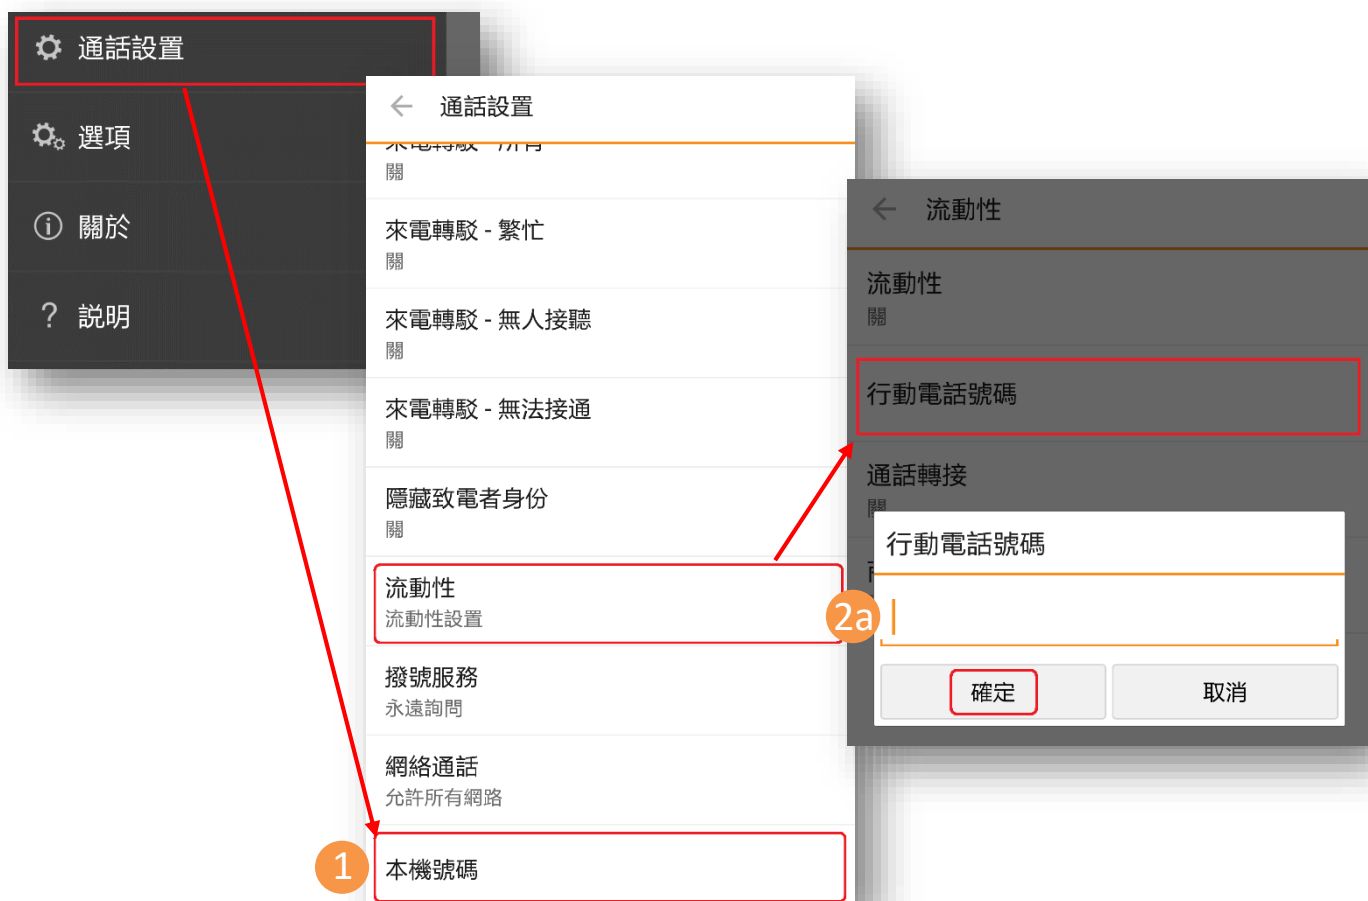 通話設置
選項
關於
? 説明
通話設置
關
來電轉駁 - 繁忙
關
來電轉駁 - 無人接聽
關
來電轉駁 - 無法接通
關
隱藏致電者身份
關
流動性
流動性設置
撥號服務
永遠詢問
網絡通話
允許所有網路
1
本機號碼
流動性
流動性
關
行動電話號碼
通話轉接
行動電話號碼
2a
確定
取消